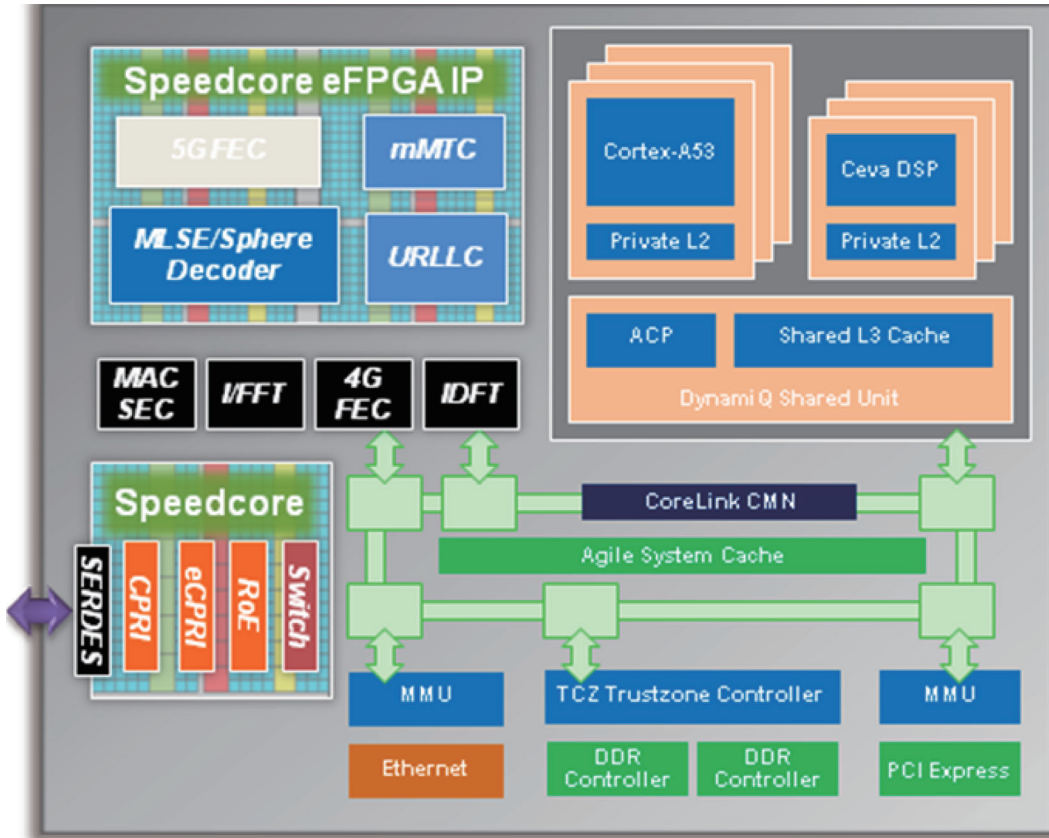 Speedcore eFPGA IP
5G FEC
mMTC
MLSE/Sphere
Decoder
URLLC
Cortex-A53
Private L2
Ceva DSP
Private L2
ACP
Shared L3 Cache
DynamiQ Shared Unit
MAC
SEC
I/FFT
4G
FEC
IDFT
Speedcore
SERDES
CPRI
eCPRI
RoE
Switch
CoreLink CMN
Agile System Cache
MMU
TCZ Trustzone Controller
MMU
Ethernet
DDR
Controller
DDR
Controller
PCI Express